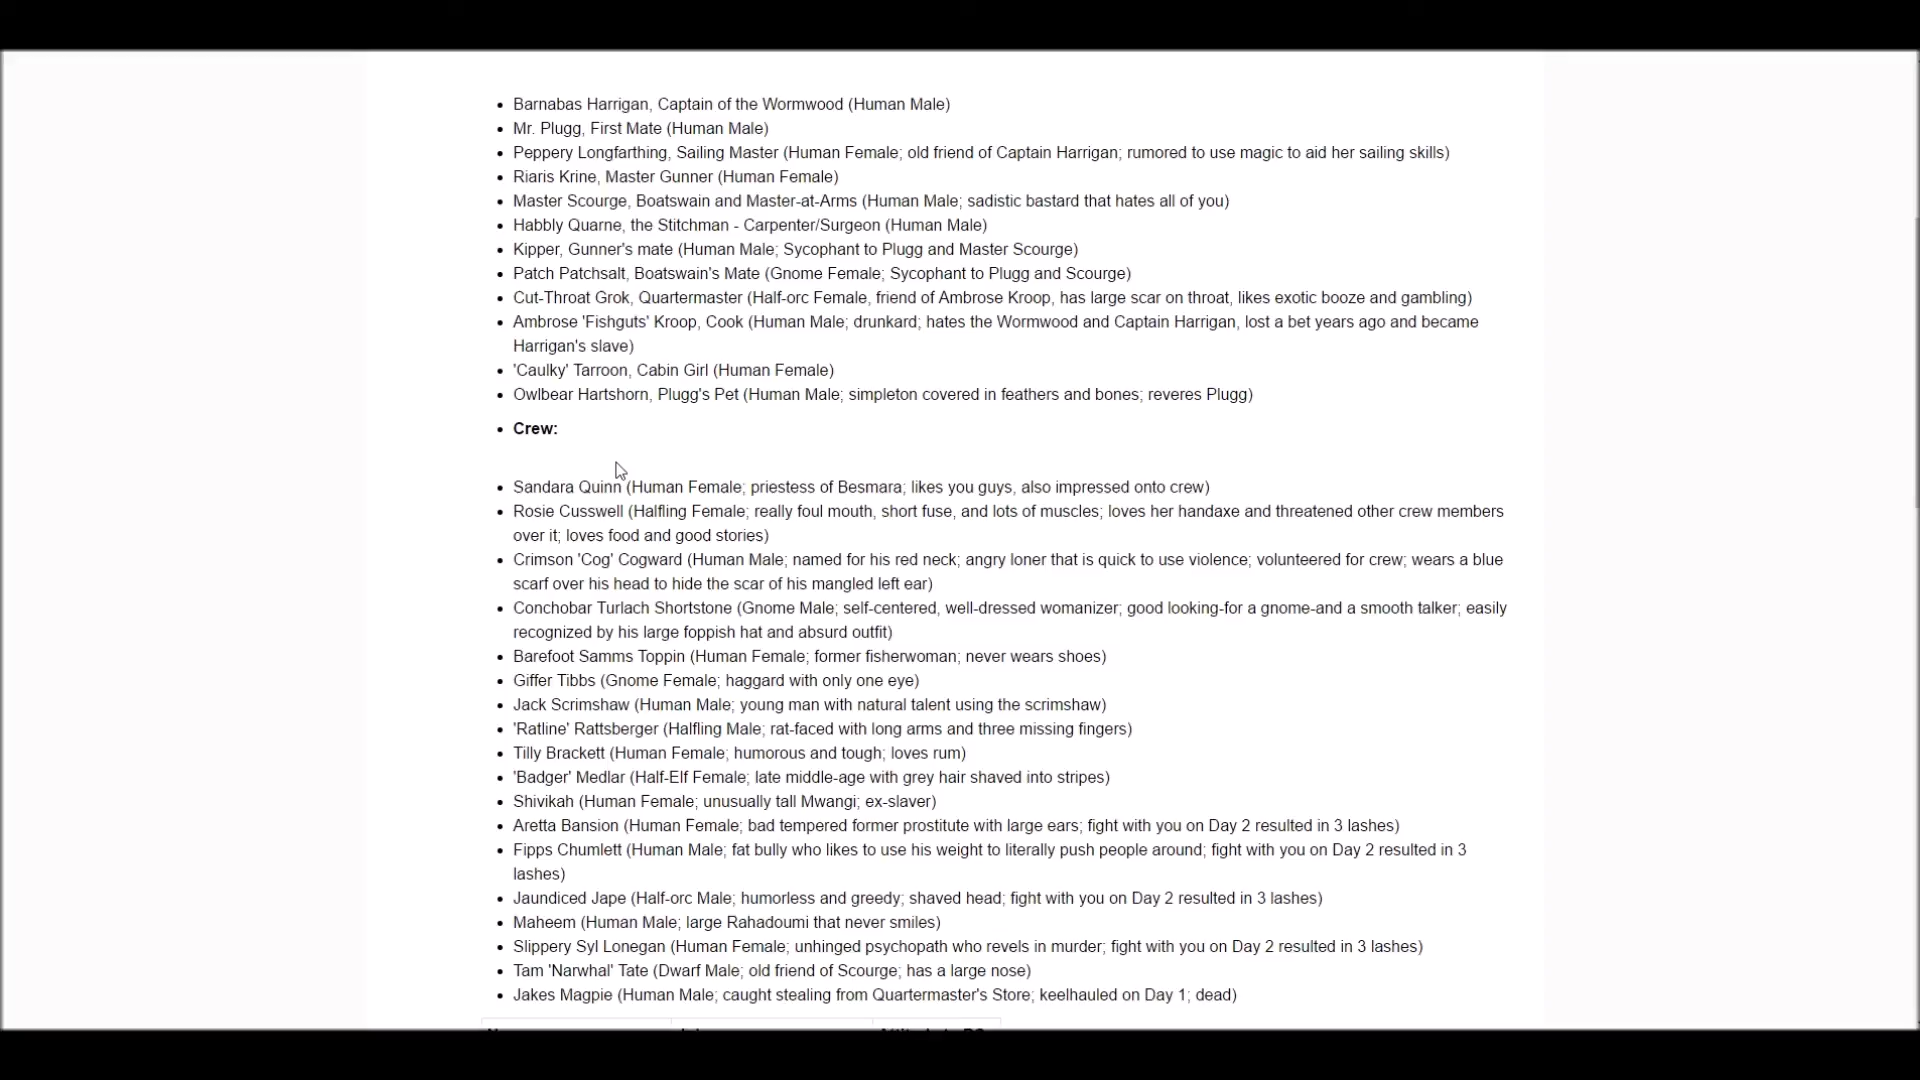 • Barnabas Harrigan, Captain of the Wormwood (Human Male)
• Mr. Plugg, First Mate (Human Male)
• Peppery Longfarthing, Sailing Master (Human Female; old friend of Captain Harrigan; rumored to use magic to aid her sailing skills)
• Riaris Krine, Master Gunner (Human Female)
• Master Scourge, Boatswain and Master-at-Arms (Human Male; sadistic bastard that hates all of you)
• Habbly Quarne, the Stitchman - Carpenter/Surgeon (Human Male)
• Kipper, Gunner's mate (Human Male; Sycophant to Plugg and Master Scourge)
• Patch Patchsalt, Boatswain's Mate (Gnome Female; Sycophant to Plugg and Scourge)
• Cut-Throat Grok, Quartermaster (Half-orc Female, friend of Ambrose Kroop, has large scar on throat, likes exotic booze and gambling)
• Ambrose 'Fishguts' Kroop, Cook (Human Male; drunkard; hates the Wormwood and Captain Harrigan, lost a bet years ago and became
Harrigan's slave)
• 'Caulky' Tarroon, Cabin Girl (Human Female)
• Owlbear Hartshorn, Plugg's Pet (Human Male; simpleton covered in feathers and bones; reveres Plugg)
• Crew:
• Sandara Quinn (Human Female; priestess of Besmara; likes you guys, also impressed onto crew)
• Rosie Cusswell (Halfling Female; really foul mouth, short fuse, and lots of muscles; loves her handaxe and threatened other crew members
over it; loves food and good stories)
• Crimson 'Cog' Cogward (Human Male; named for his red neck; angry loner that is quick to use violence; volunteered for crew; wears a blue
scarf over his head to hide the scar of his mangled left ear)
• Conchobar Turlach Shortstone (Gnome Male; self-centered, well-dressed womanizer; good looking-for a gnome-and a smooth talker; easily
recognized by his large foppish hat and absurd outfit)
• Barefoot Samms Toppin (Human Female; former fisherwoman; never wears shoes)
• Giffer Tibbs (Gnome Female; haggard with only one eye)
• Jack Scrimshaw (Human Male; young man with natural talent using the scrimshaw)
• 'Ratline' Rattsberger (Halfling Male; rat-faced with long arms and three missing fingers)
• Tilly Brackett (Human Female; humorous and tough; loves rum)
• 'Badger' Medlar (Half-Elf Female; late middle-age with grey hair shaved into stripes)
• Shivikah (Human Female; unusually tall Mwangi; ex-slaver)
• Aretta Bansion (Human Female; bad tempered former prostitute with large ears; fight with you on Day 2 resulted in 3 lashes)
• Fipps Chumlett (Human Male; fat bully who likes to use his weight to literally push people around; fight with you on Day 2 resulted in 3
lashes)
• Jaundiced Jape (Half-orc Male; humorless and greedy; shaved head; fight with you on Day 2 resulted in 3 lashes)
• Maheem (Human Male; large Rahadoumi that never smiles)
• Slippery Syl Lonegan (Human Female; unhinged psychopath who revels in murder; fight with you on Day 2 resulted in 3 lashes)
• Tam 'Narwhal' Tate (Dwarf Male; old friend of Scourge; has a large nose)
• Jakes Magpie (Human Male; caught stealing from Quartermaster's Store; keelhauled on Day 1; dead)